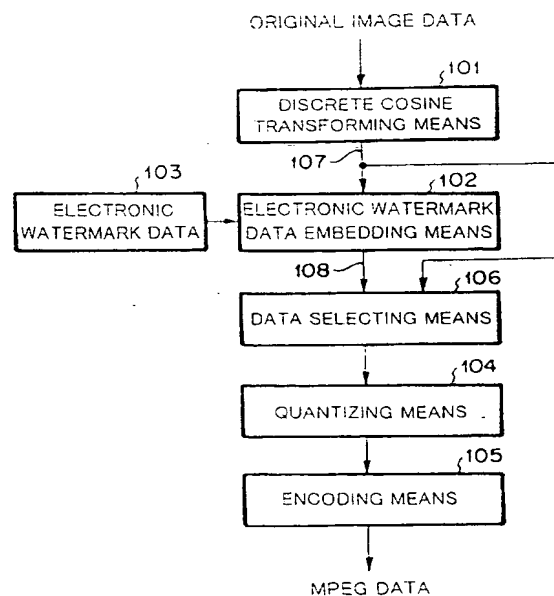 ORIGINAL IMAGE DATA
101
DISCRETE COSINE
TRANSFORMING MEANS
107
103
102
ELECTRONIC
WATERMARK DATA
ELECTRONIC WATERMARK
DATA EMBEDDING MEANS
108
106
DATA SELECTING MEANS
104
QUANTIZING MEANS
105
ENCODING MEANS
MPEG DATA